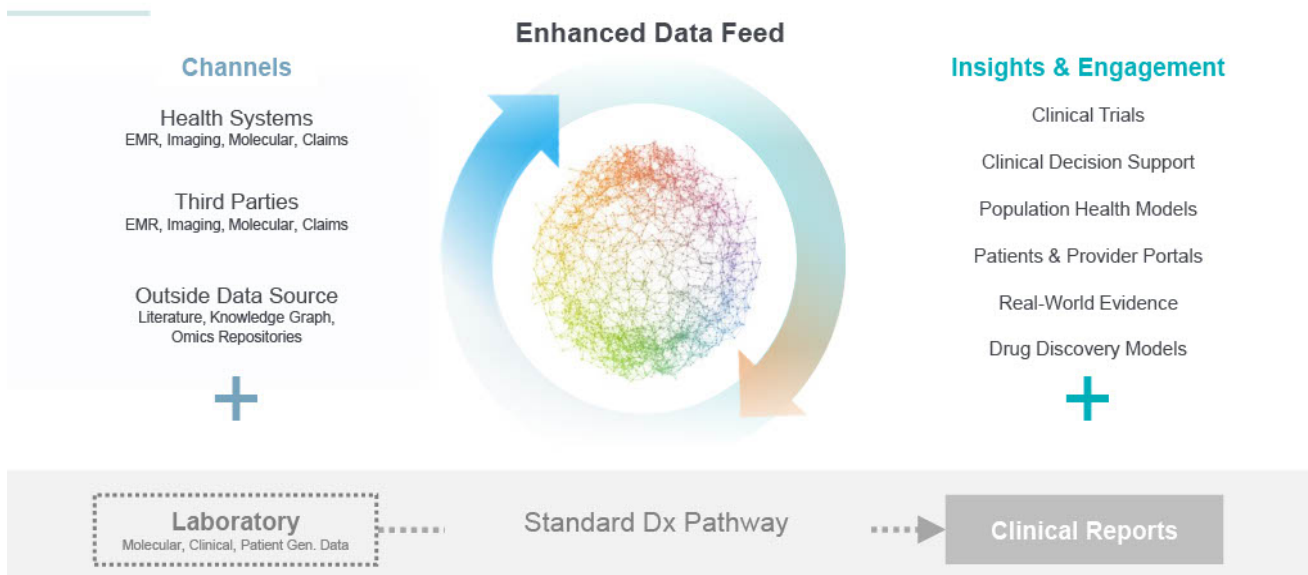 Enhanced Data Feed
Channels
Health Systems
EMR, Imaging, Molecular, Claims
Third Parties
EMR, Imaging, Molecular, Claims
Outside Data Source
Literature, Knowledge Graph,
Omics Repositories
+
Insights & Engagement
Clinical Trials
Clinical Decision Support
Population Health Models
Patients & Provider Portals
Real-World Evidence
Drug Discovery Models
+
Laboratory
Molecular, Clinical, Patient Gen. Data
Standard Dx Pathway
Clinical Reports